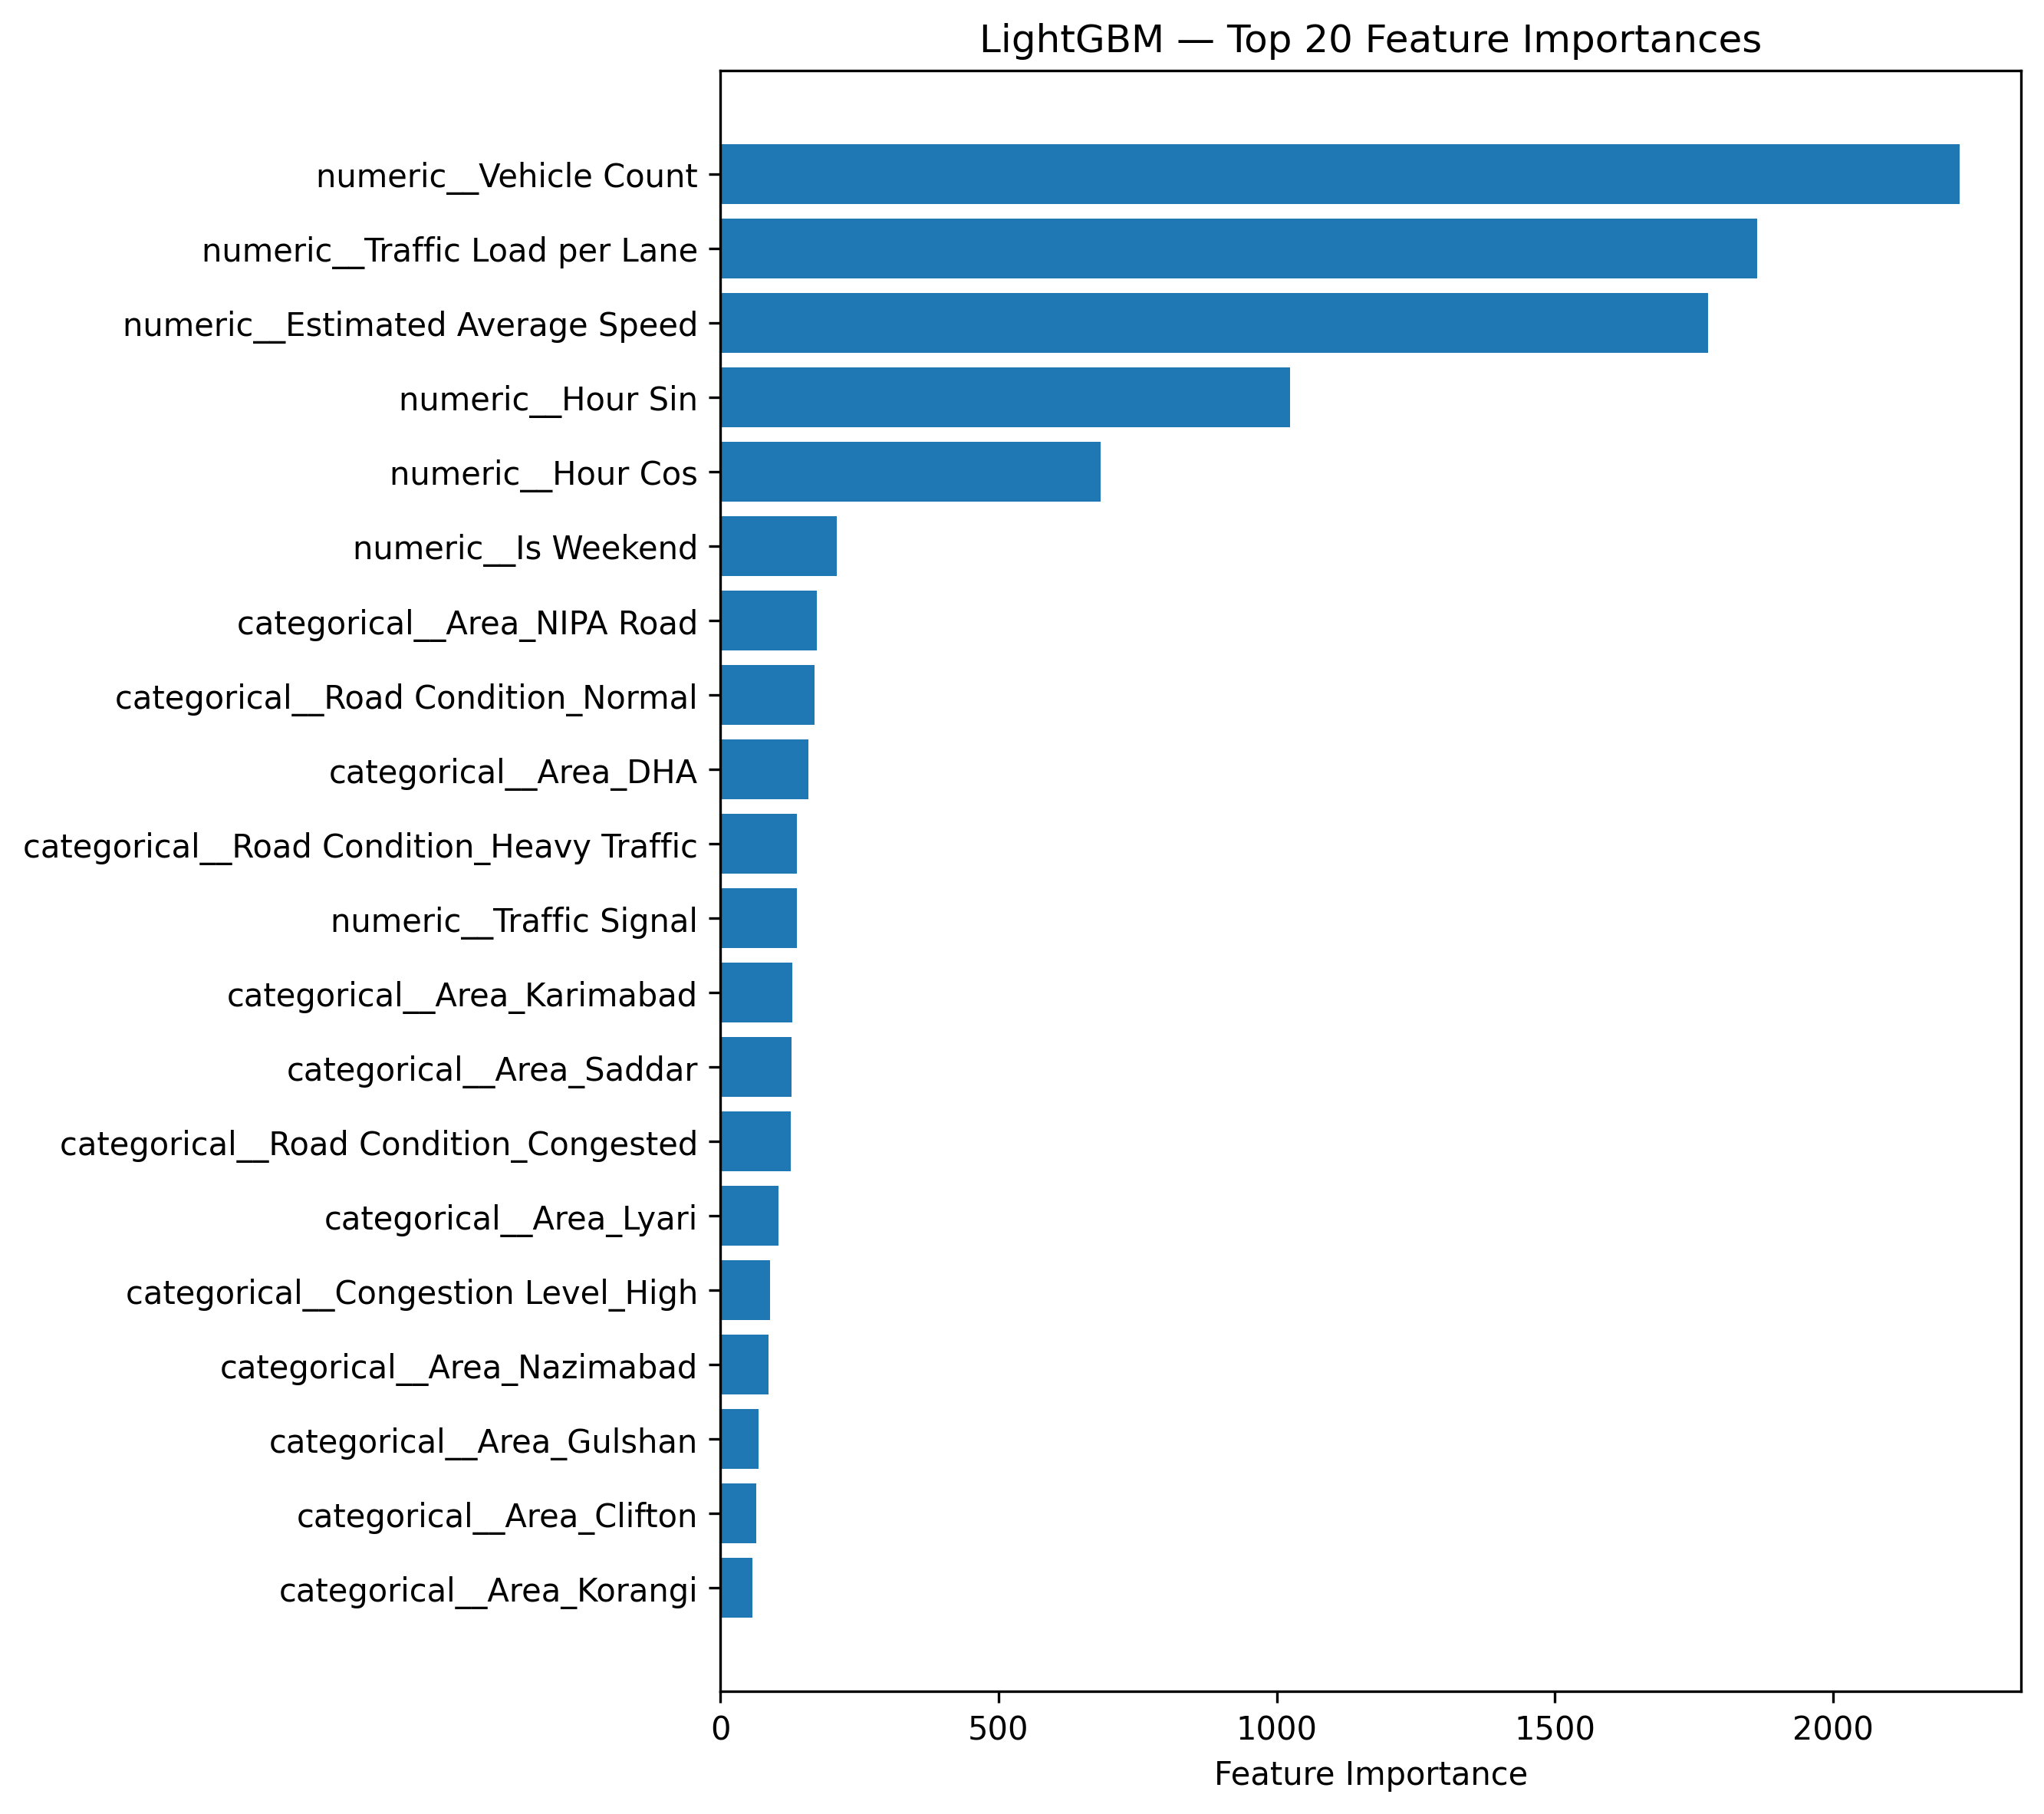 LightGBM — Top 20 Feature Importances
numeric__Vehicle Count
numeric__Traffic Load per Lane
numeric__Estimated Average Speed
numeric__Hour Sin
numeric__Hour Cos
numeric__Is Weekend
categorical__Area_NIPA Road
categorical__Road Condition_Normal
categorical__Area_DHA
categorical__Road Condition_Heavy Traffic
numeric__Traffic Signal
categorical__Area_Karimabad
categorical__Area_Saddar
categorical__Road Condition_Congested
categorical__Area_Lyari
categorical__Congestion Level_High
categorical__Area_Nazimabad
categorical__Area_Gulshan
categorical__Area_Clifton
categorical__Area_Korangi
0 500 1000 1500 2000
Feature Importance